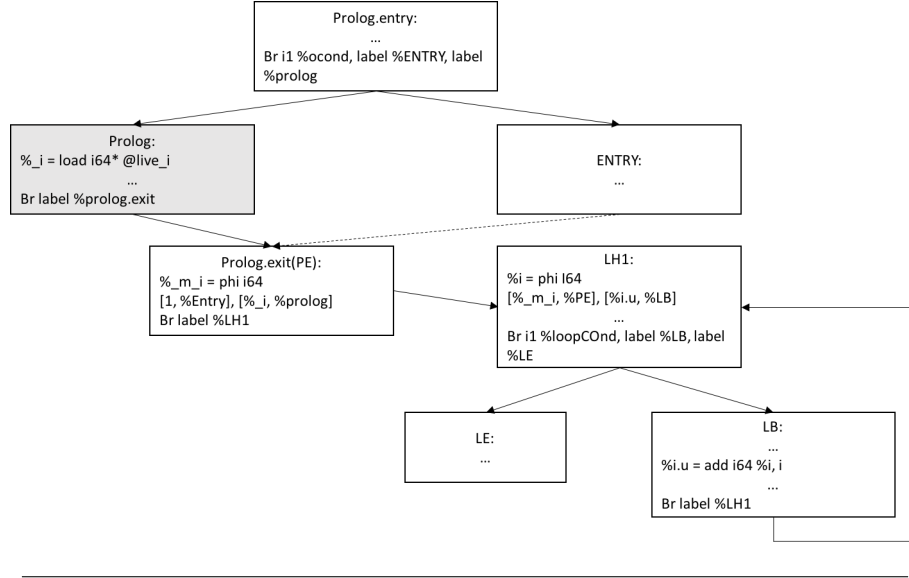 Prolog.entry:
...
Br i1 %ocond, label %ENTRY, label
%prolog
Prolog:
%_i = load i64* @live_i
...
Br label %prolog.exit
ENTRY:
...
Prolog.exit(PE):
%_m_i = phi i64
[1, %Entry], [%_i, %prolog]
Br label %LH1
LH1:
%i = phi I64
[%_m_i, %PE], [%i.u, %LB]
...
Br i1 %loopCOnd, label %LB, label
%LE
LE:
...
LB:
...
%i.u = add i64 %i, i
...
Br label %LH1